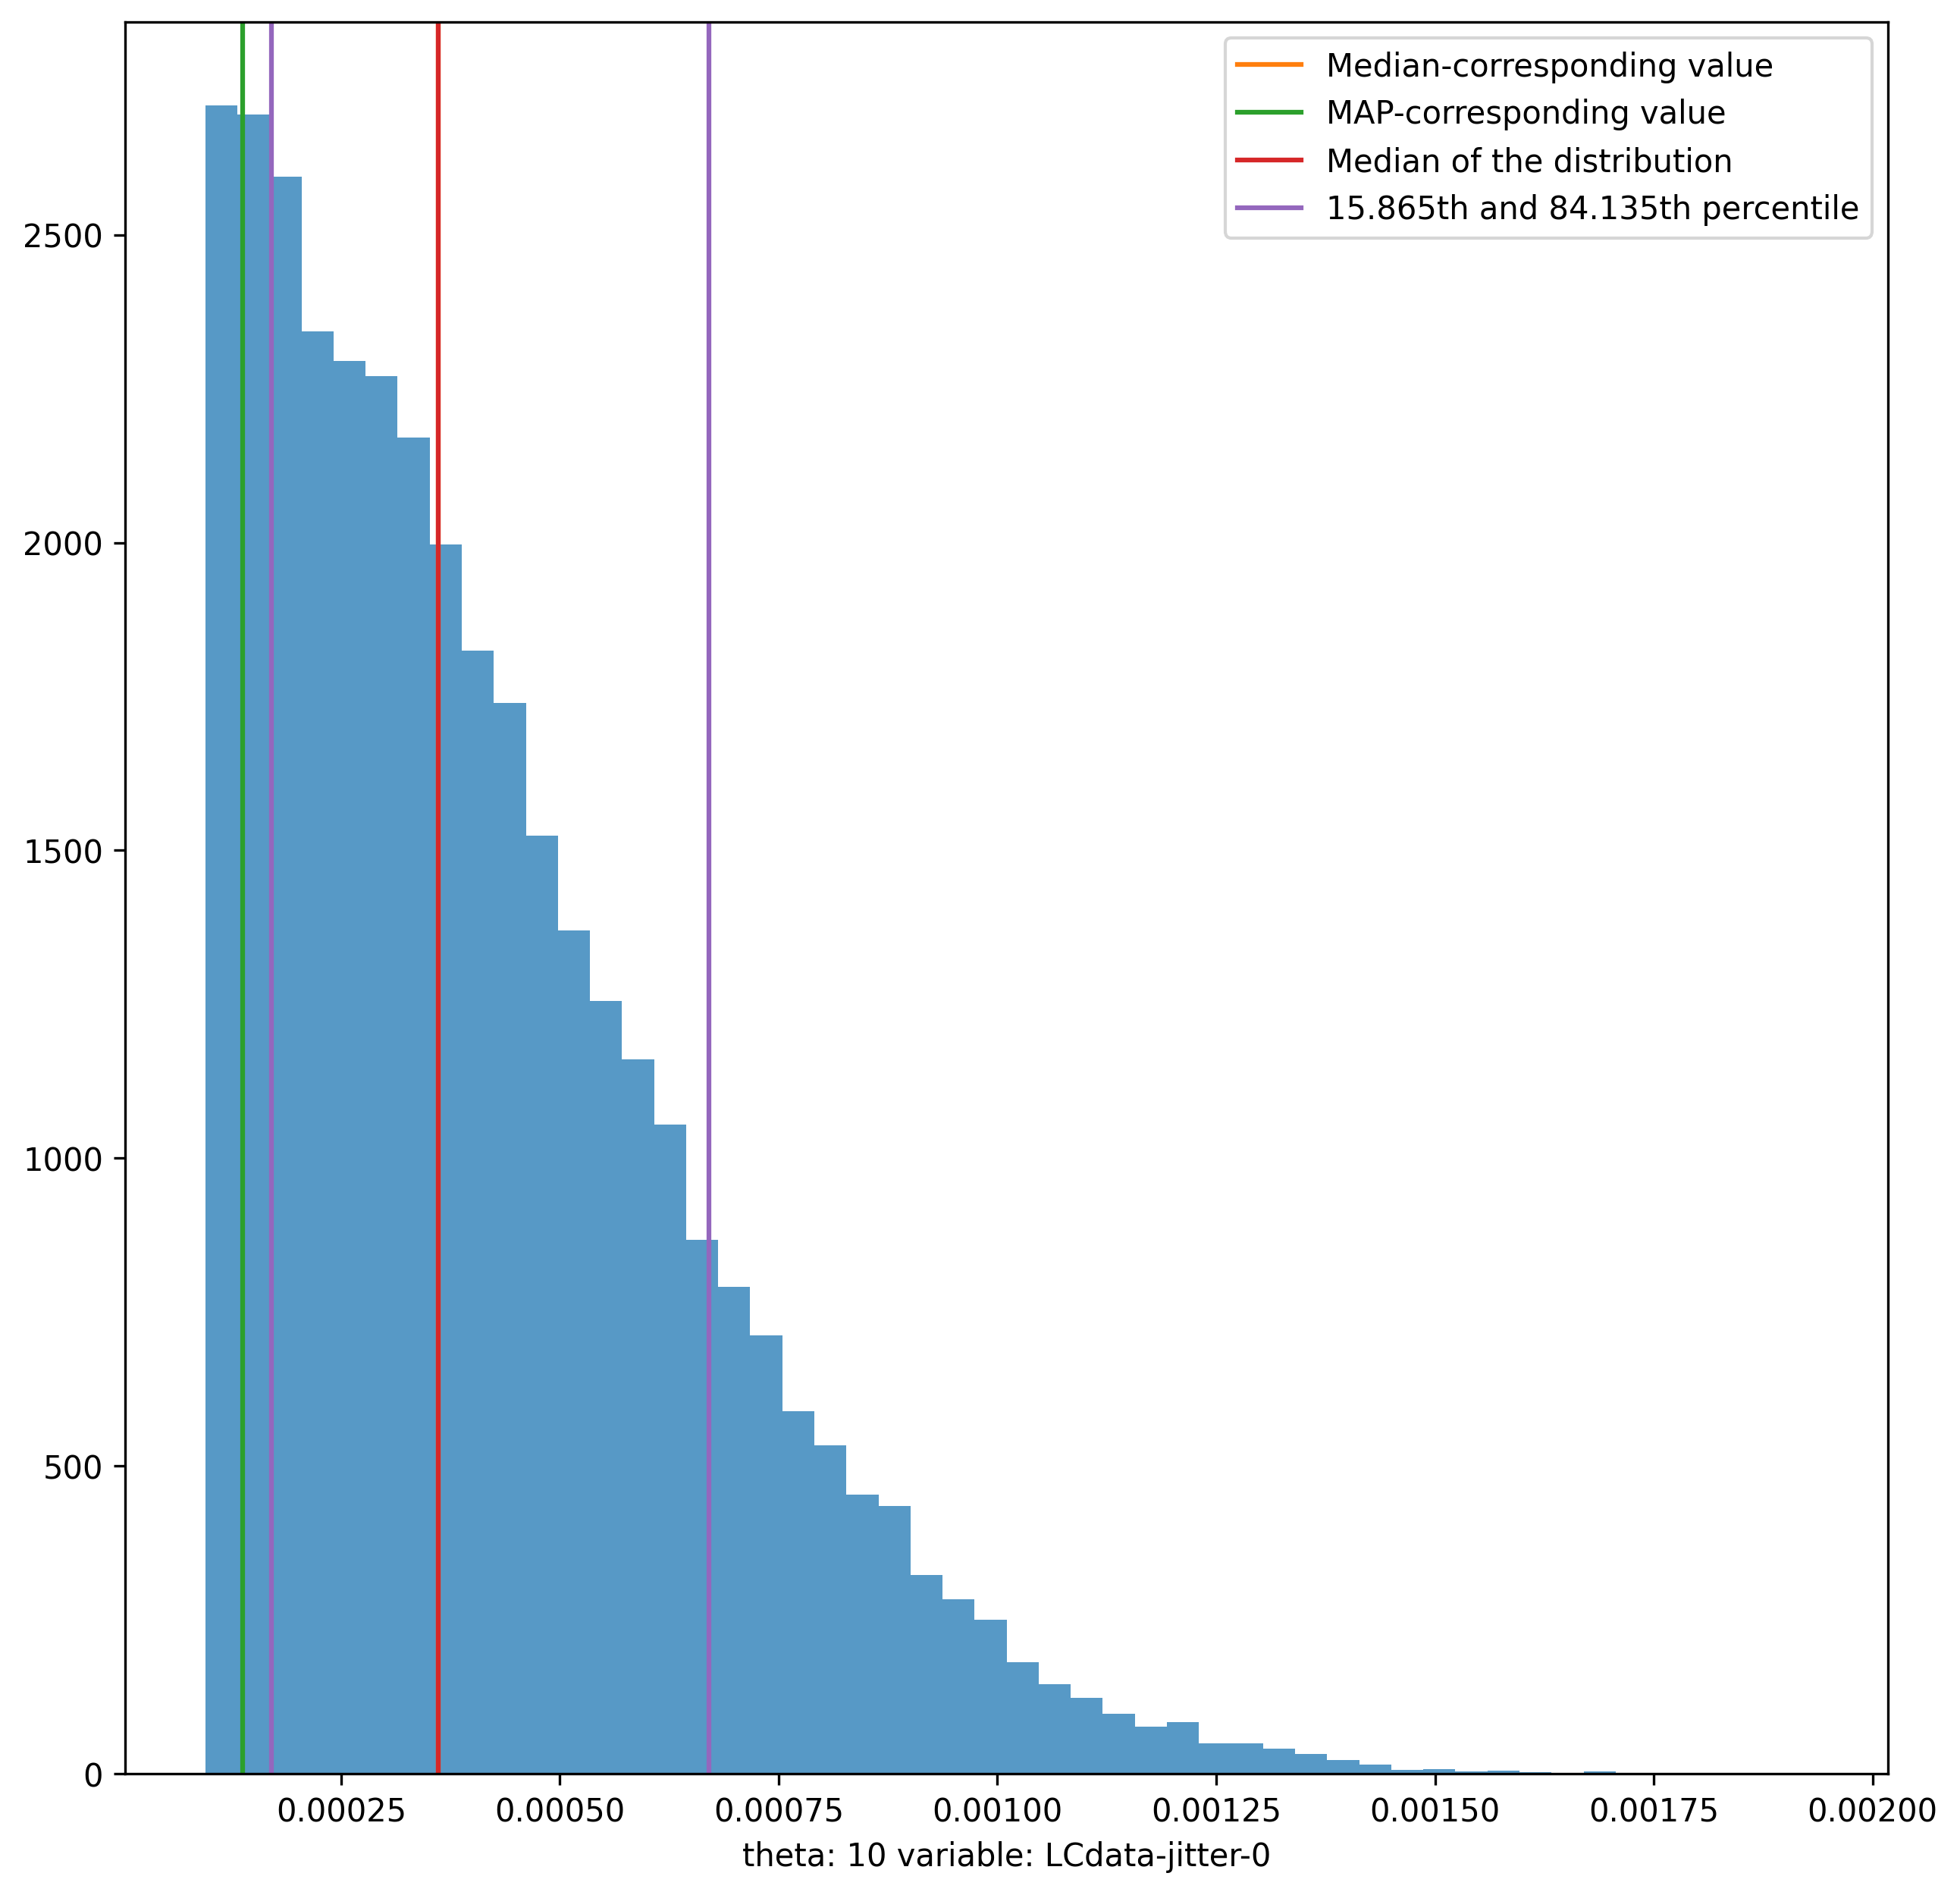 Median-corresponding value
MAP-corresponding value
Median of the distribution
15.865th and 84.135th percentile
2500
2000
1500
1000
500
0
0.00025 0.00050 0.00075 0.00100 0.00125 0.00150 0.00175 0.00200
theta: 10 variable: LCdata-jitter-0